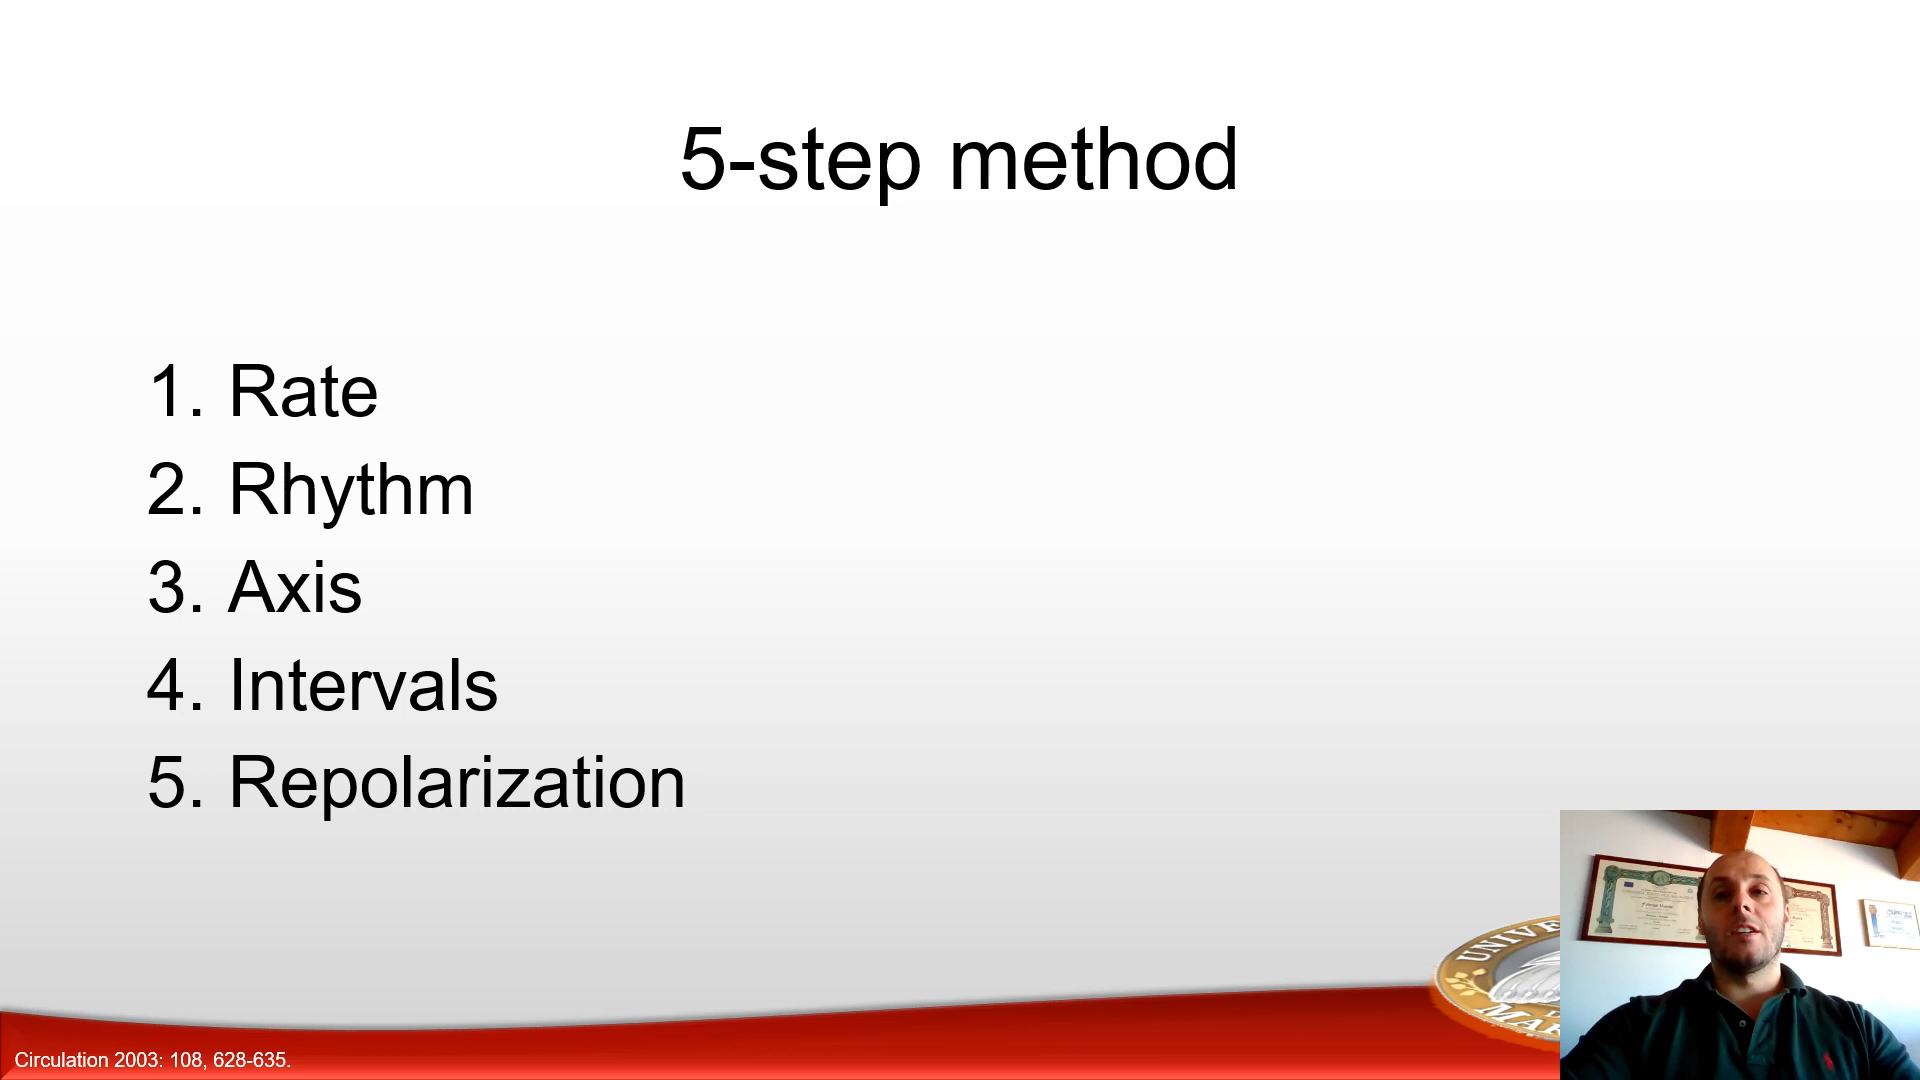 5-step method
1. Rate
2. Rhythm
3. Axis
4. Intervals
5. Repolarization
Circulation 2003: 108, 628-635.